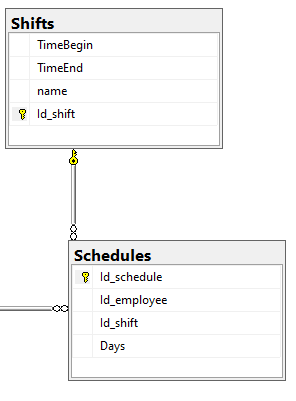 Shifts
TimeBegin
TimeEnd
name
Id_shift
Schedules
Id_schedule
Id_employee
Id_shift
Days